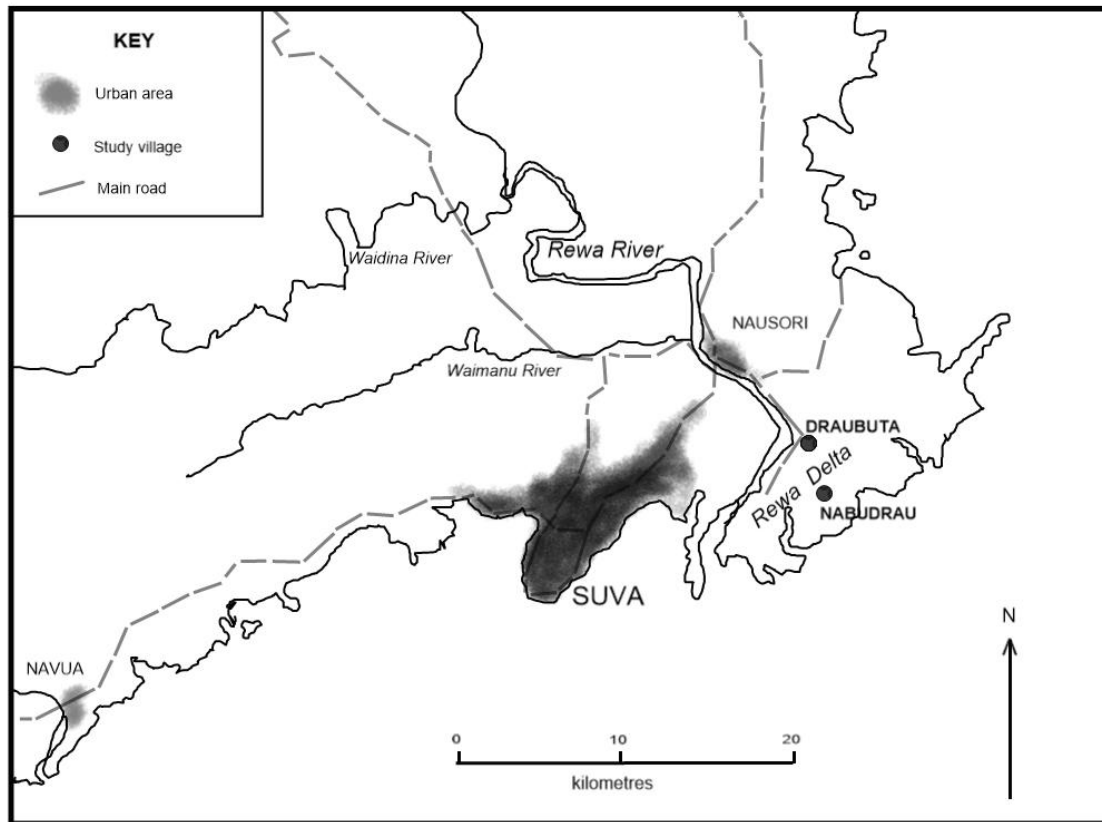 KEY
Urban area
Study village
Main road
Waidina River
Rewa River
NAUSORI
Waimanu River
DRAUBUTA
Rewa Delta
NABUDRAU
SUVA
N
NAVUA
0 10 20
kilometres